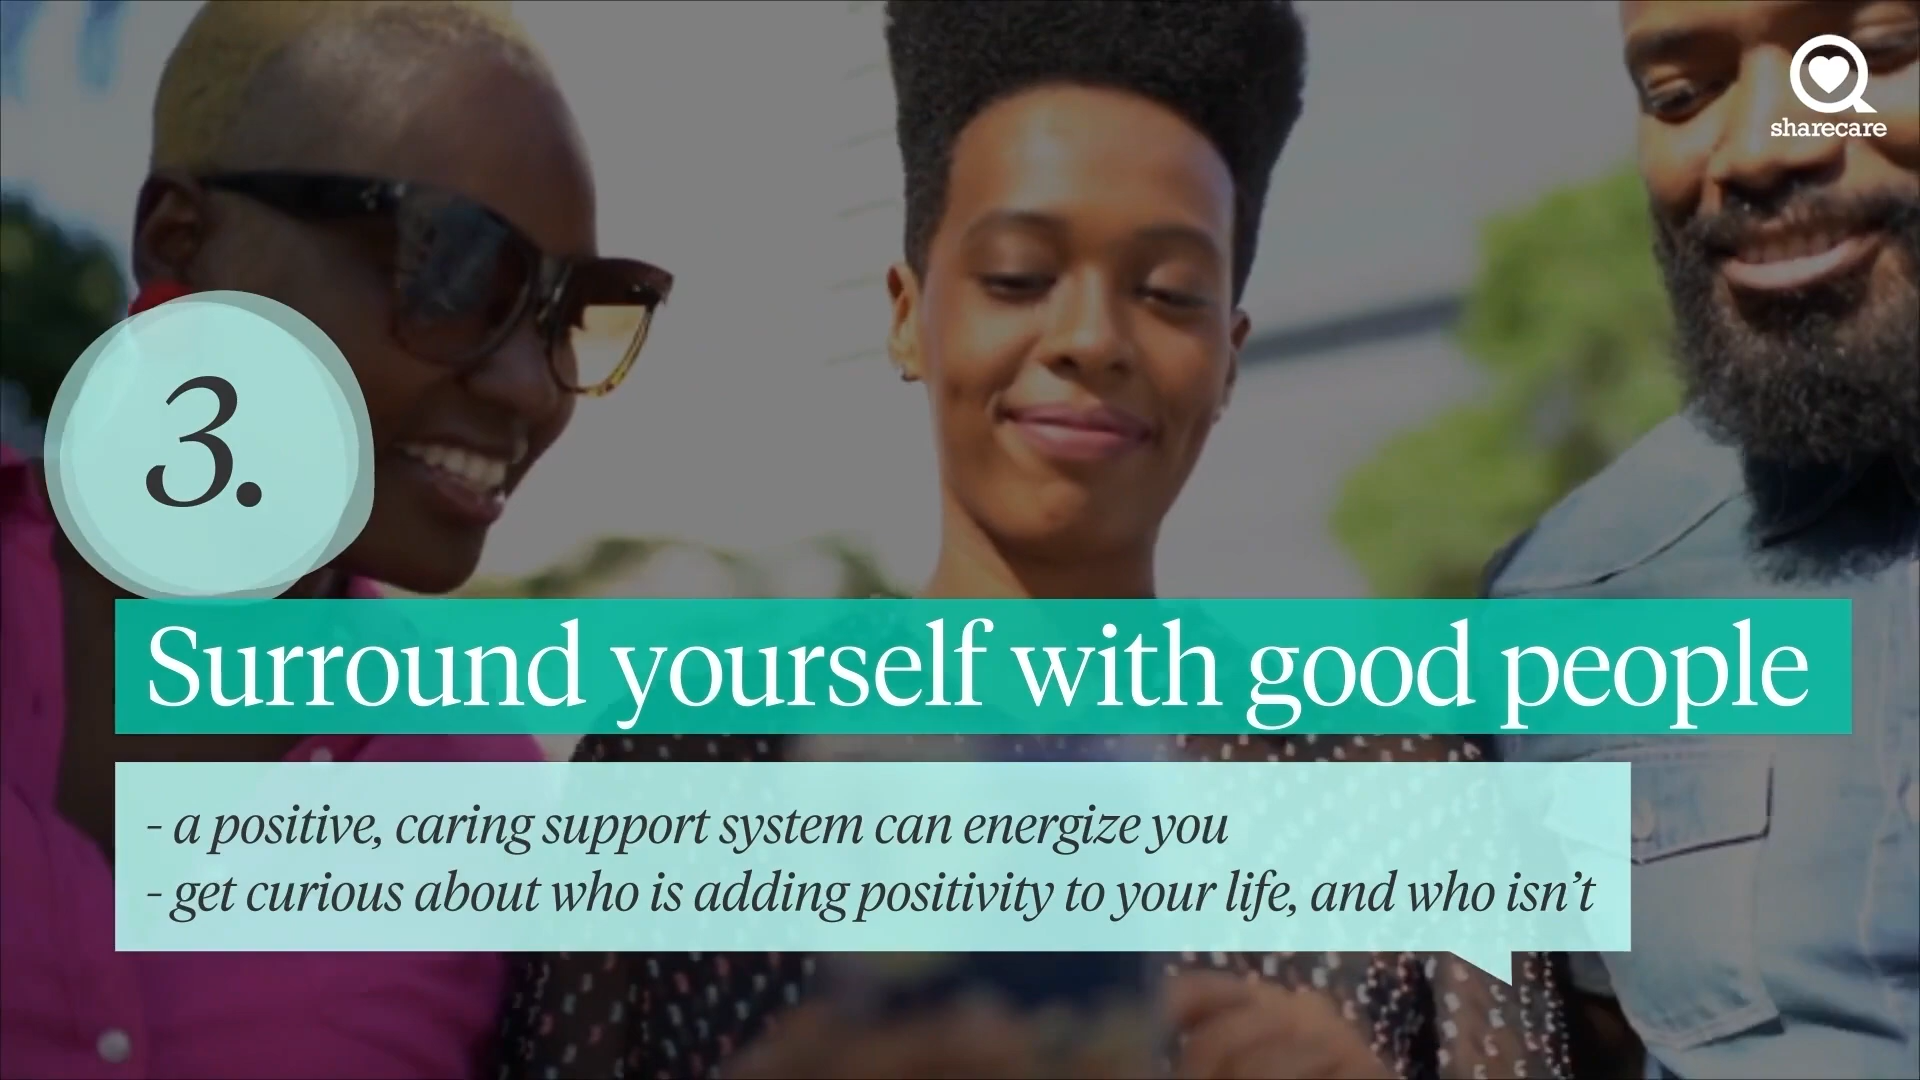 sharecare
3.
Surround yourself with good people
- a positive, caring support system can energize you
- get curious about who is adding positivity to your life, and who isn’t